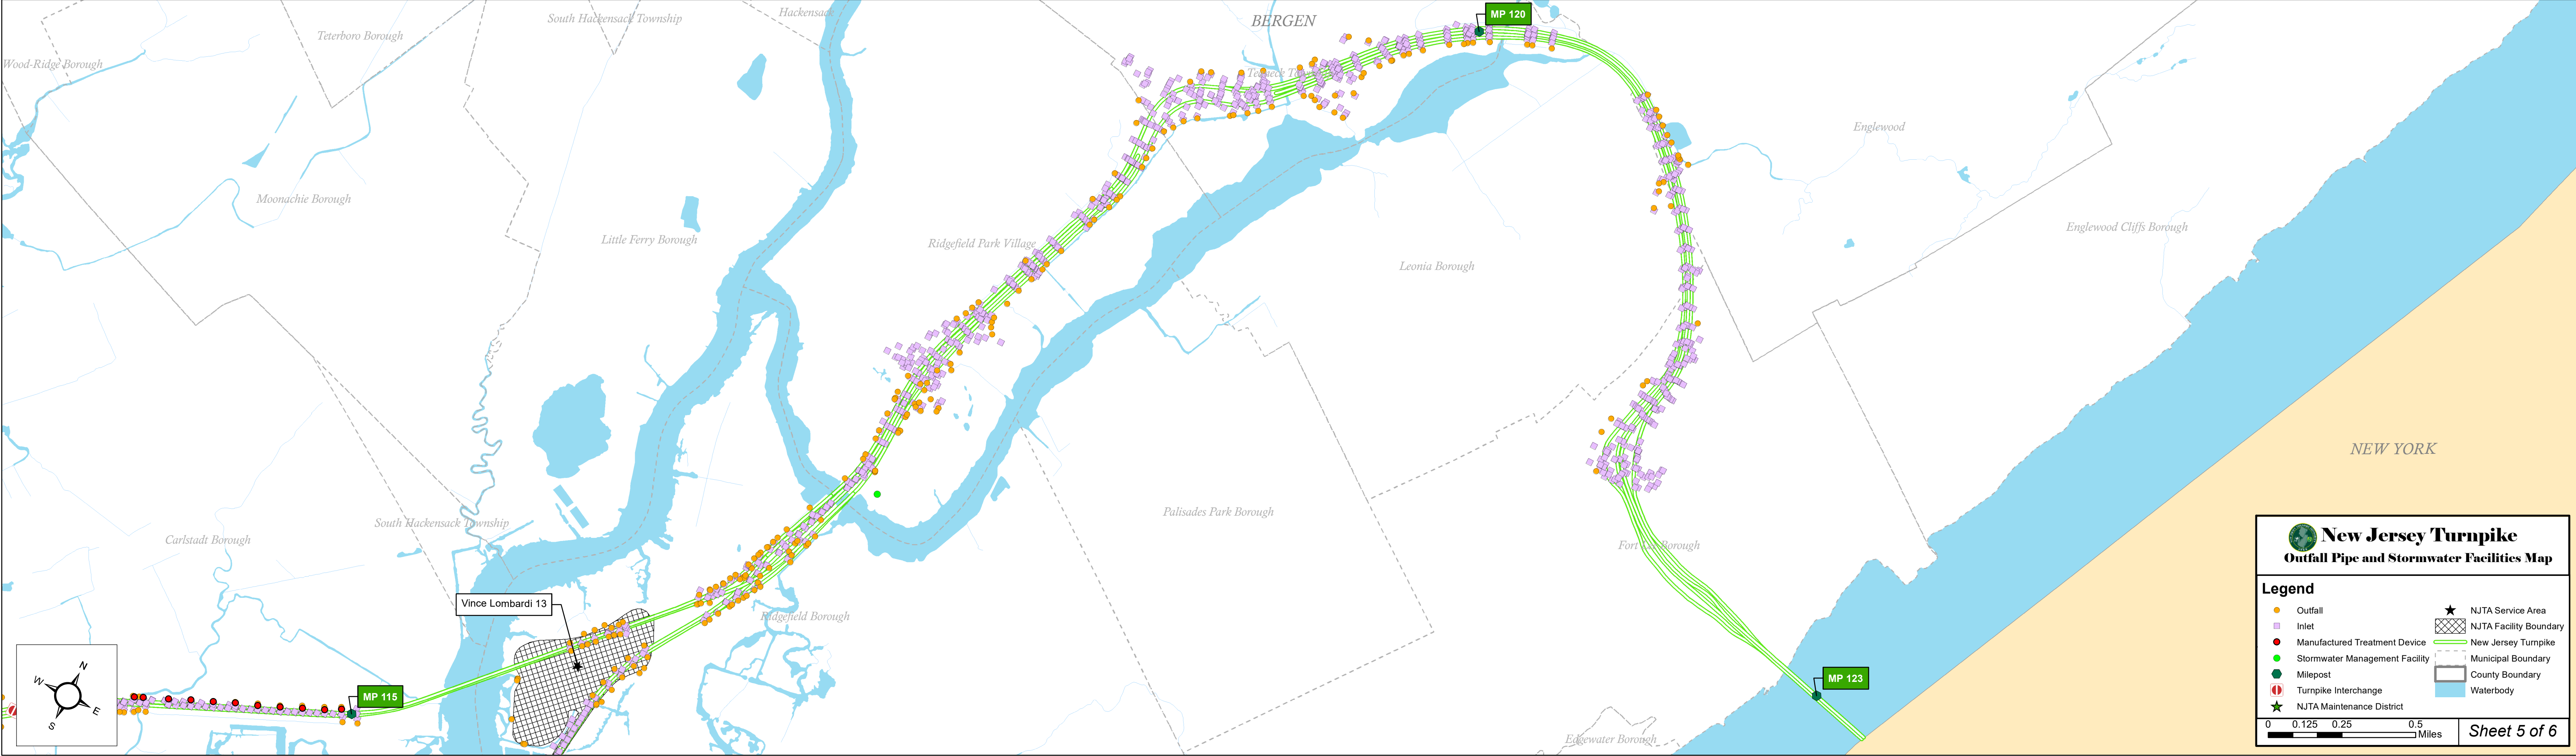 South Hackensack Township
Hackensack
BERGEN
MP 120
Teterboro Borough
Wood-Ridge Borough
Teaneck Township
Englewood
Moonachie Borough
Little Ferry Borough
Ridgefield Park Village
Leonia Borough
Englewood Cliffs Borough
NEW YORK
Palisades Park Borough
South Hackensack Township
Carlstadt Borough
Fort Lee Borough
Vince Lombardi 13
Ridgefield Borough
MP 115
MP 123
Edgewater Borough
N
W
E
S
New Jersey Turnpike
Outfall Pipe and Stormwater Facilities Map
Legend
Outfall
Inlet
Manufactured Treatment Device
Stormwater Management Facility
Milepost
Turnpike Interchange
NJTA Maintenance District
NJTA Service Area
NJTA Facility Boundary
New Jersey Turnpike
Municipal Boundary
County Boundary
Waterbody
0 0.125 0.25 0.5
Miles
Sheet 5 of 6